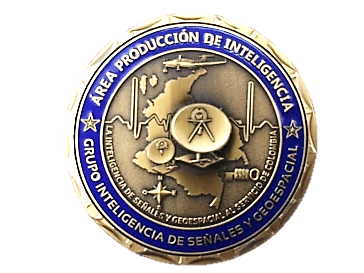 ÁREA PRODUCCIÓN DE INTELIGENCIA
GRUPO INTELIGENCIA DE SEÑALES Y GEOESPACIAL
LA INTELIGENCIA DE SEÑALES Y GEOESPACIAL AL SERVICIO DE COLOMBIA